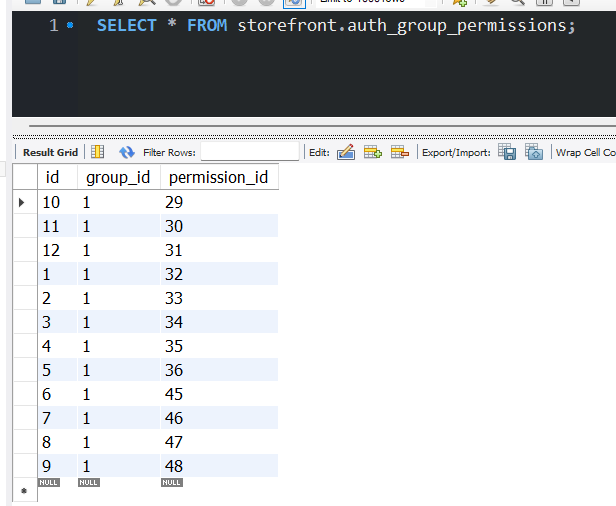 1 SELECT * FROM storefront.auth_group_permissions;
Result Grid Filter Rows: Edit: Export/Import: Wrap Cell Co
id group_id permission_id
10 1 29
11 1 30
12 1 31
1 1 32
2 1 33
3 1 34
4 1 35
5 1 36
6 1 45
7 1 46
8 1 47
9 1 48
NULL NULL NULL